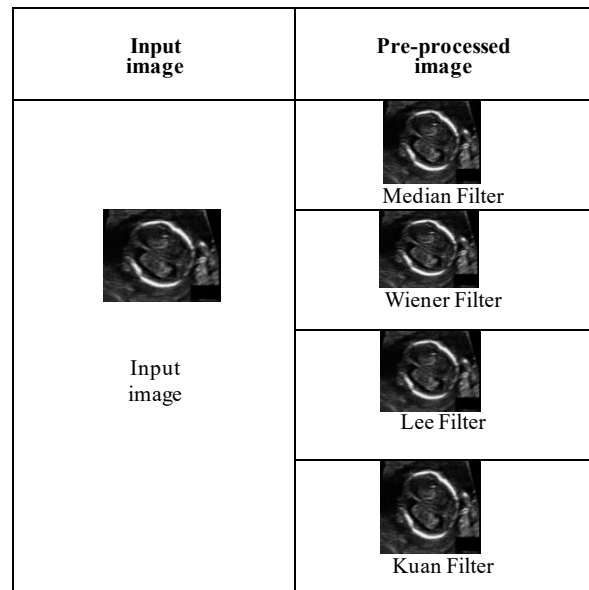 Input
image
Pre-processed
image
Median Filter
Wiener Filter
Input
image
Lee Filter
Kuan Filter